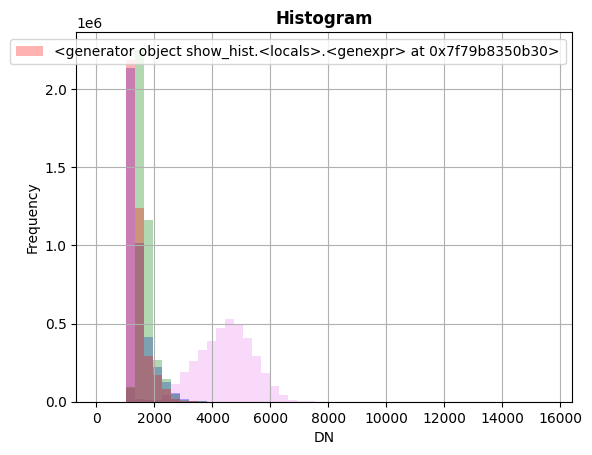 Histogram
1e6
<generator object show_hist.<locals>.<genexpr> at 0x7f79b8350b30>
2.0
1.5
1.0
0.5
0.0
Frequency
0 2000 4000 6000 8000 10000 12000 14000 16000
DN